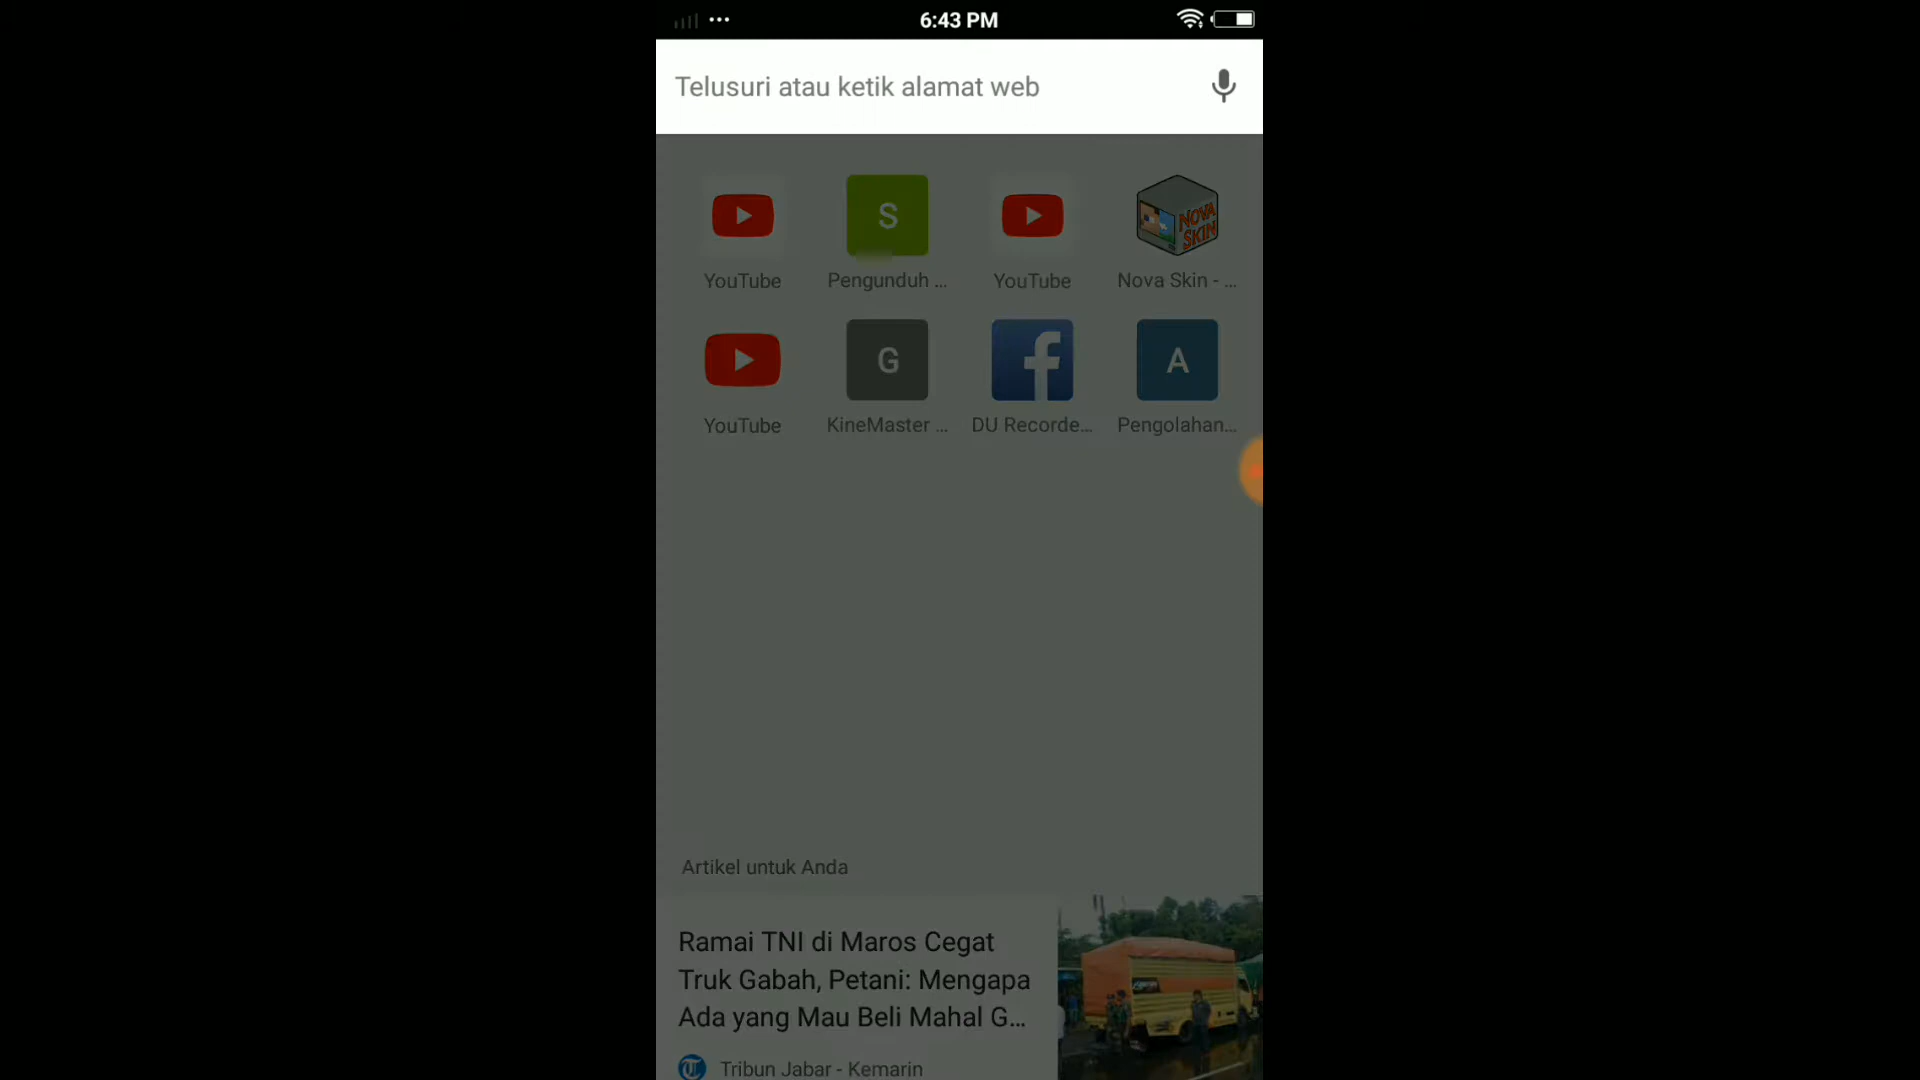 6:43 PM
Telusuri atau ketik alamat web
S
NOVA SKIN
YouTube
Pengunduh ...
YouTube
Nova Skin - ...
G
f
A
YouTube
KineMaster ...
DU Recorde...
Pengolahan...
Artikel untuk Anda
Ramai TNI di Maros Cegat
Truk Gabah, Petani: Mengapa
Ada yang Mau Beli Mahal G...
Tribun Jabar - Kemarin